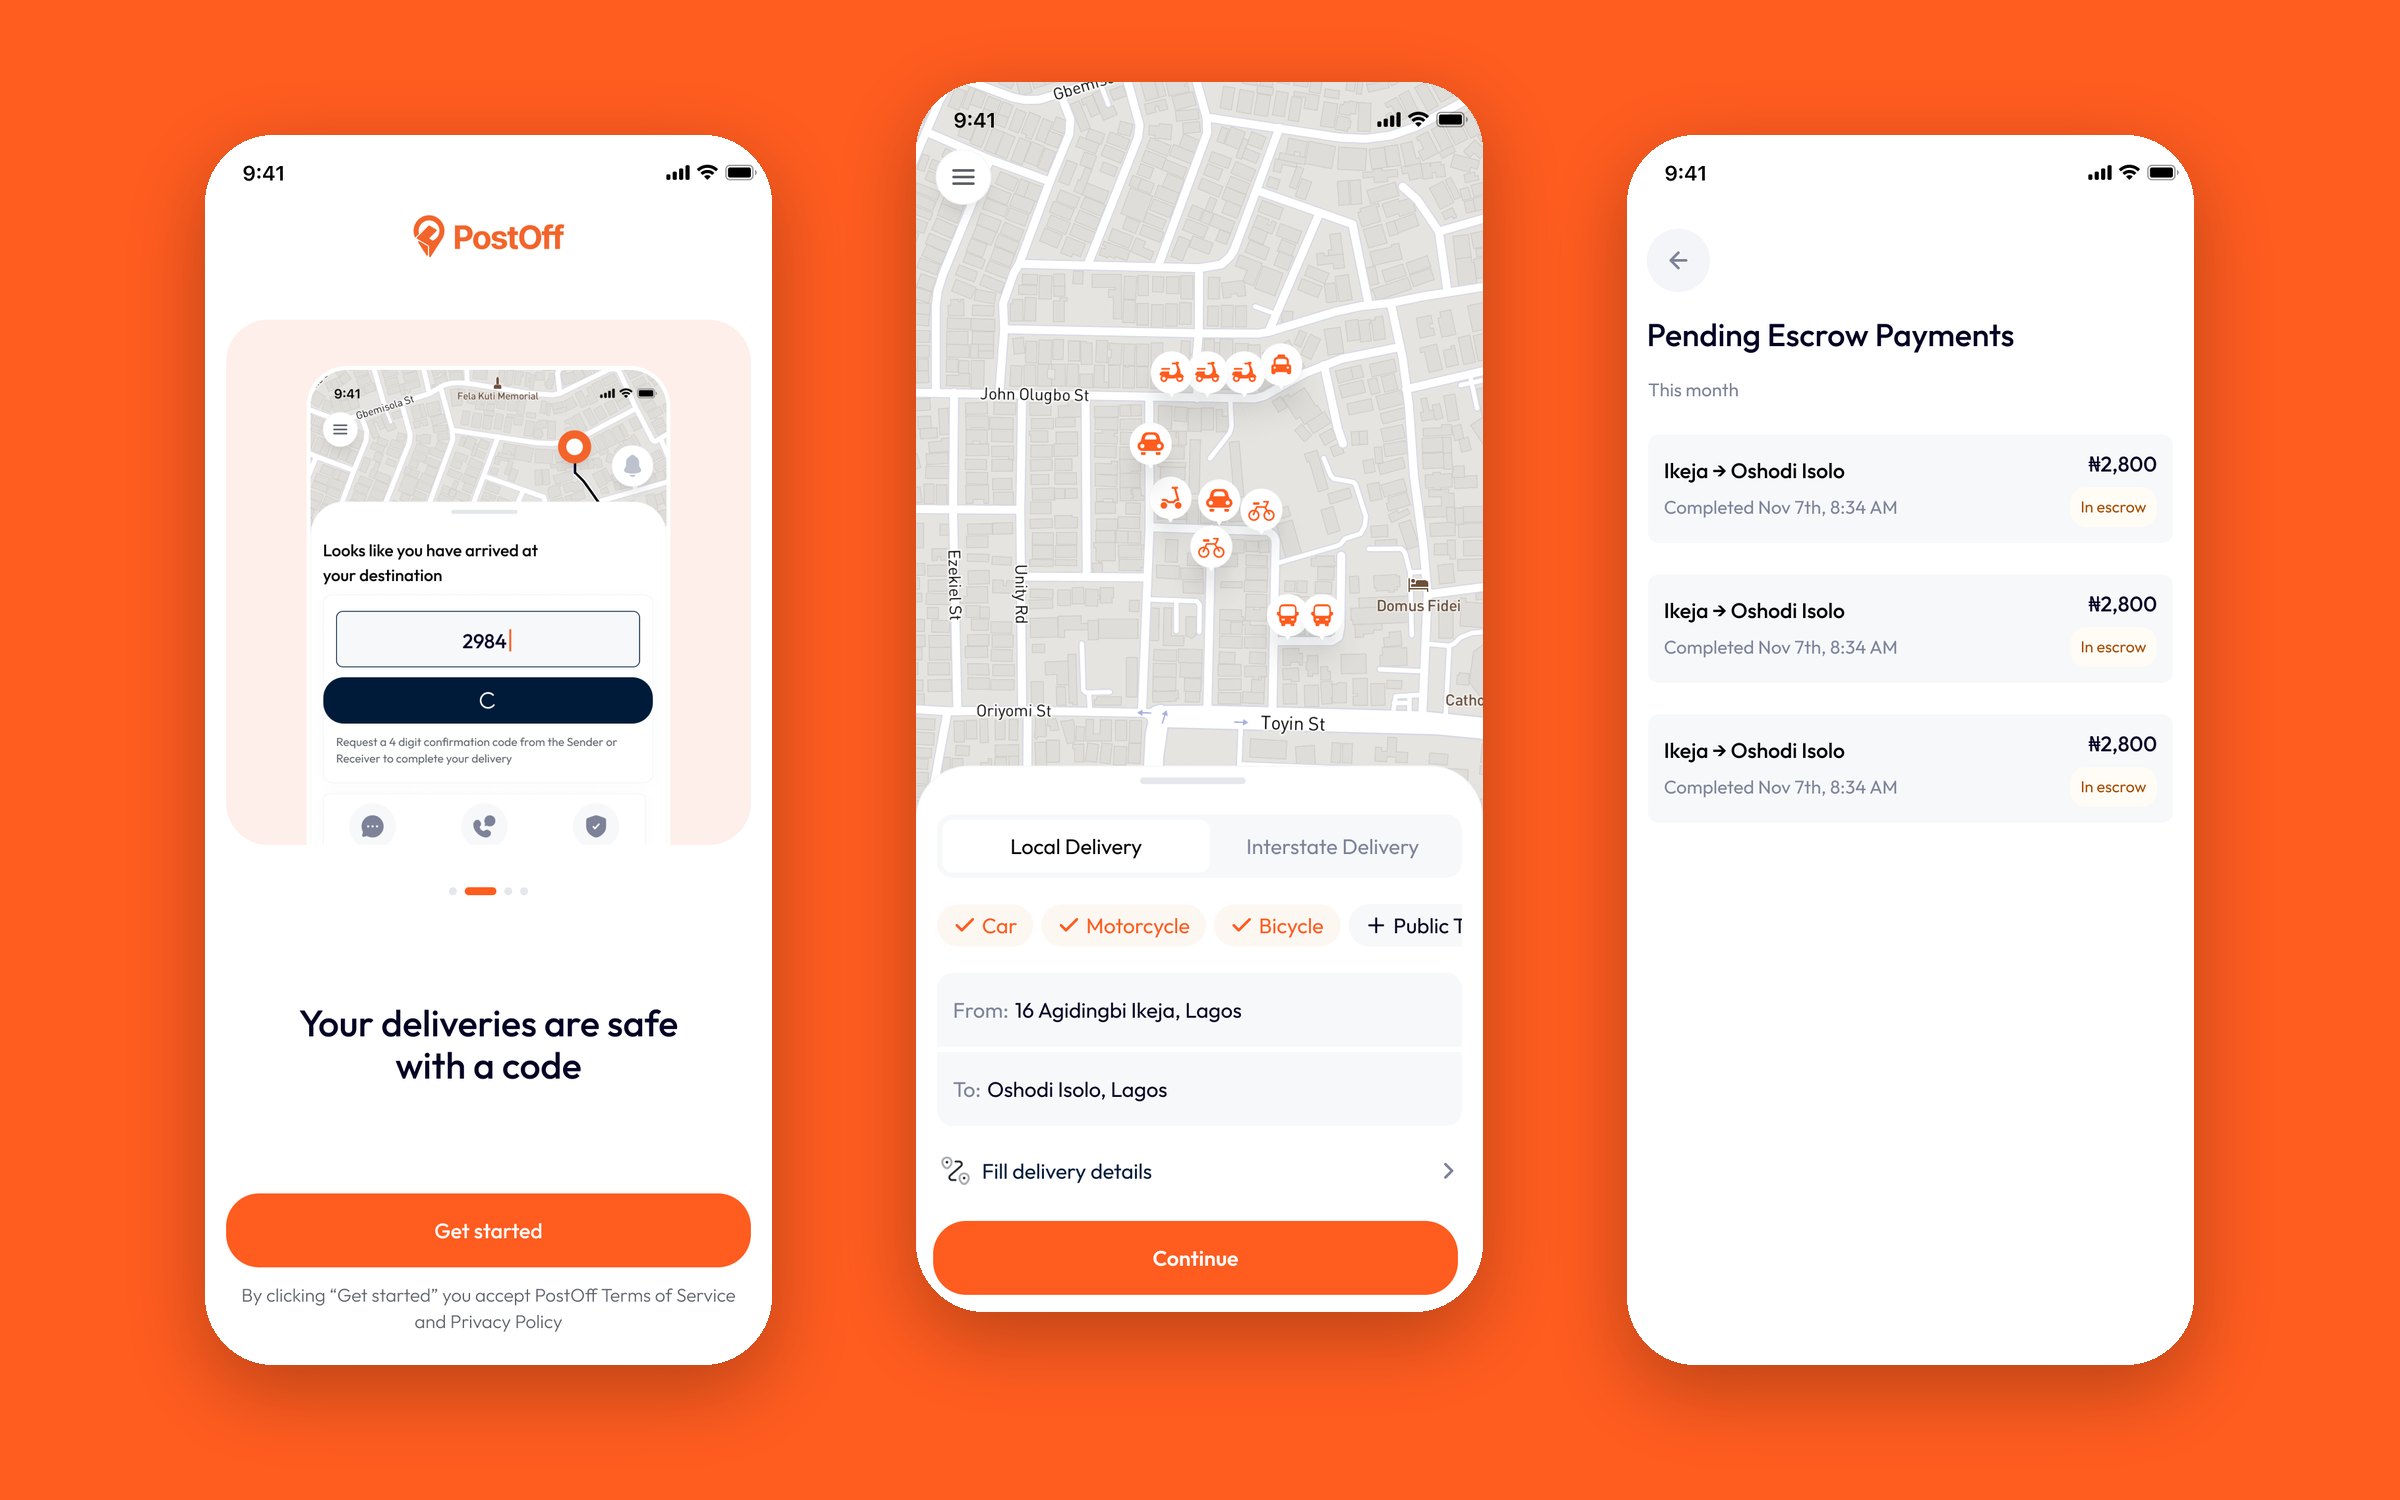 9:41
PostOff
9:41
Gbemisola St
Fela Kuti Memorial
Looks like you have arrived at
your destination
2984
Request a 4 digit confirmation code from the Sender or
Receiver to complete your delivery
Your deliveries are safe
with a code
Get started
By clicking “Get started” you accept PostOff Terms of Service
and Privacy Policy
Gbemiso
9:41
John Olugbo St
Ezekiel St
Unity Rd
Domus Fidei
Catho
Oriyomi St
Toyin St
Local Delivery
Interstate Delivery
Car
Motorcycle
Bicycle
+ Public T
From: 16 Agidingbi Ikeja, Lagos
To: Oshodi Isolo, Lagos
Fill delivery details
Continue
9:41
Pending Escrow Payments
This month
Ikeja → Oshodi Isolo
₦2,800
Completed Nov 7th, 8:34 AM
In escrow
Ikeja → Oshodi Isolo
₦2,800
Completed Nov 7th, 8:34 AM
In escrow
Ikeja → Oshodi Isolo
₦2,800
Completed Nov 7th, 8:34 AM
In escrow